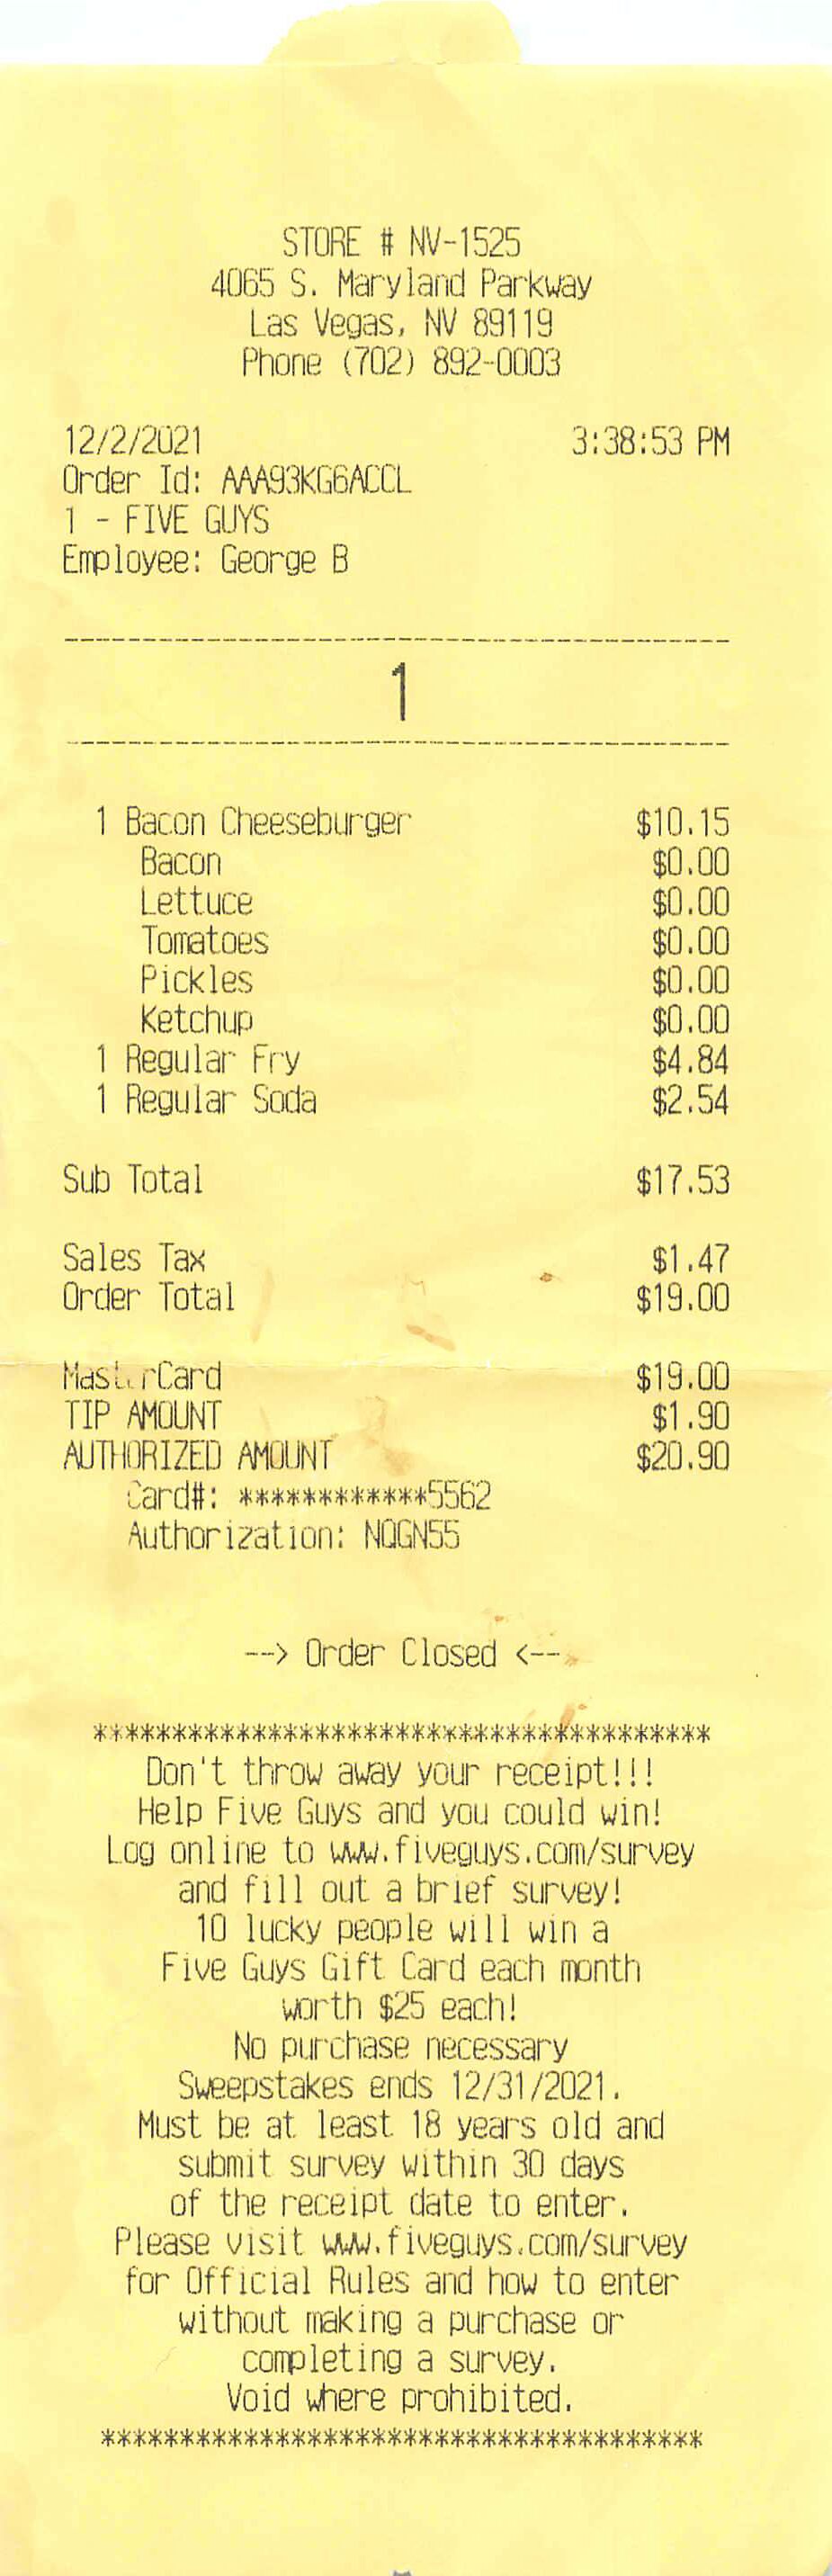 STORE # NV-1525
4065 S. Maryland Parkway
Las Vegas, NV 89119
Phone (702) 892-0003
12/2/2021 3:38:53 PM
Order Id: AAA93KG6ACCL
1 - FIVE GUYS
Employee: George B
1
1 Bacon Cheeseburger $10.15
Bacon $0.00
Lettuce $0.00
Tomatoes $0.00
Pickles $0.00
Ketchup $0.00
1 Regular Fry $4.84
1 Regular Soda $2.54
Sub Total $17.53
Sales Tax $1.47
Order Total $19.00
MasterCard $19.00
TIP AMOUNT $1.90
AUTHORIZED AMOUNT $20.90
Card#: ************5562
Authorization: NQGN55
--> Order Closed <--
***************************************
Don't throw away your receipt!!!
Help Five Guys and you could win!
Log online to www.fiveguys.com/survey
and fill out a brief survey!
10 lucky people will win a
Five Guys Gift Card each month
worth $25 each!
No purchase necessary
Sweepstakes ends 12/31/2021.
Must be at least 18 years old and
submit survey within 30 days
of the receipt date to enter.
Please visit www.fiveguys.com/survey
for Official Rules and how to enter
without making a purchase or
completing a survey.
Void where prohibited.
**************************************